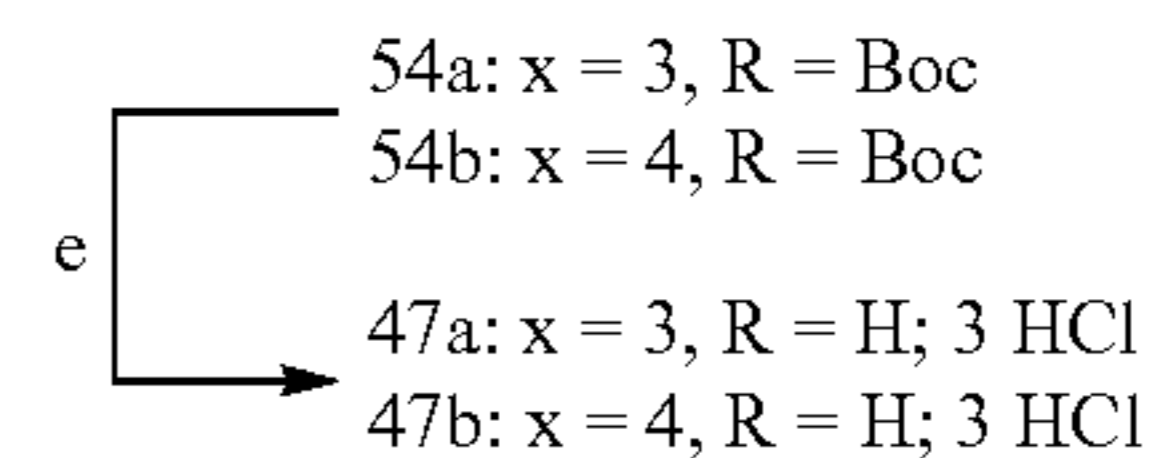 54a: x = 3, R = Boc
54b: x = 4, R = Boc
e
47a: x = 3, R = H; 3 HCl
47b: x = 4, R = H; 3 HCl